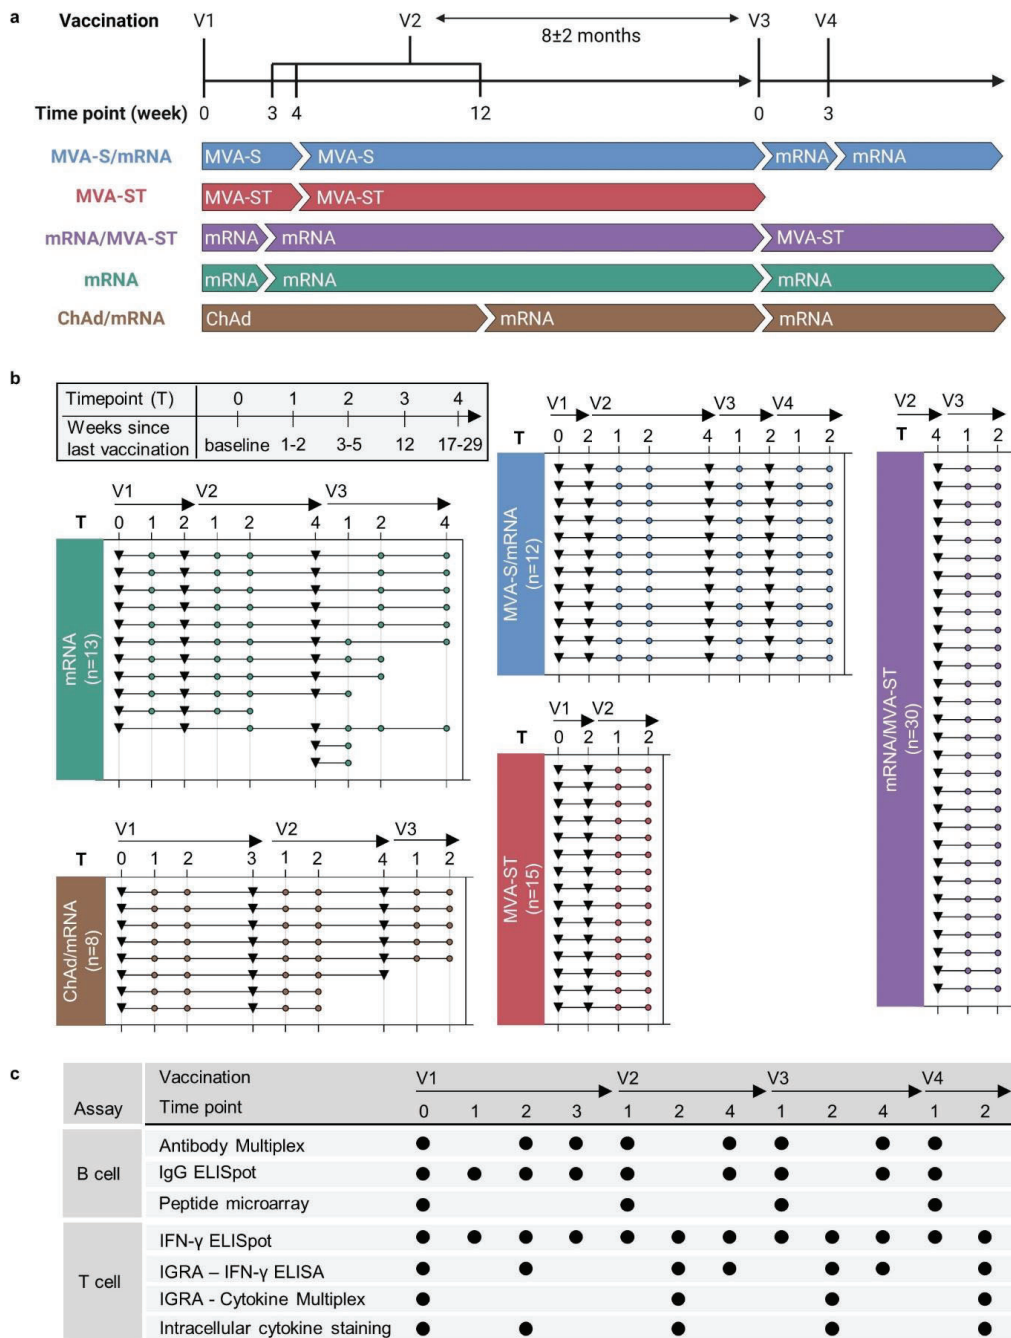 a
Vaccination V1 V2 V3 V4
8±2 months
Time point (week) 0 3 4 12 0 3
MVA-S/mRNA MVA-S MVA-S mRNA mRNA
MVA-ST MVA-ST MVA-ST
mRNA/MVA-ST mRNA mRNA MVA-ST
mRNA mRNA mRNA mRNA
ChAd/mRNA ChAd mRNA mRNA
b
Timepoint (T) 0 1 2 3 4
Weeks since
last vaccination baseline 1-2 3-5 12 17-29
V1 V2 V3
T 0 1 2 1 2 4 1 2 4
mRNA
(n=13)
V1 V2 V3
T 0 1 2 3 1 2 4 1 2
ChAd/mRNA
(n=8)
V1 V2 V3 V4
T 0 2 1 2 4 1 2 1 2
MVA-S/mRNA
(n=12)
V1 V2
T 0 2 1 2
MVA-ST
(n=15)
V2 V3
T 4 1 2
mRNA/MVA-ST
(n=30)
c
Vaccination V1 V2 V3 V4
Assay
Time point 0 1 2 3 1 2 4 1 2 4 1 2
B cell
Antibody Multiplex
IgG ELISpot
Peptide microarray
T cell
IFN-γ ELISpot
IGRA – IFN-γ ELISA
IGRA - Cytokine Multiplex
Intracellular cytokine staining